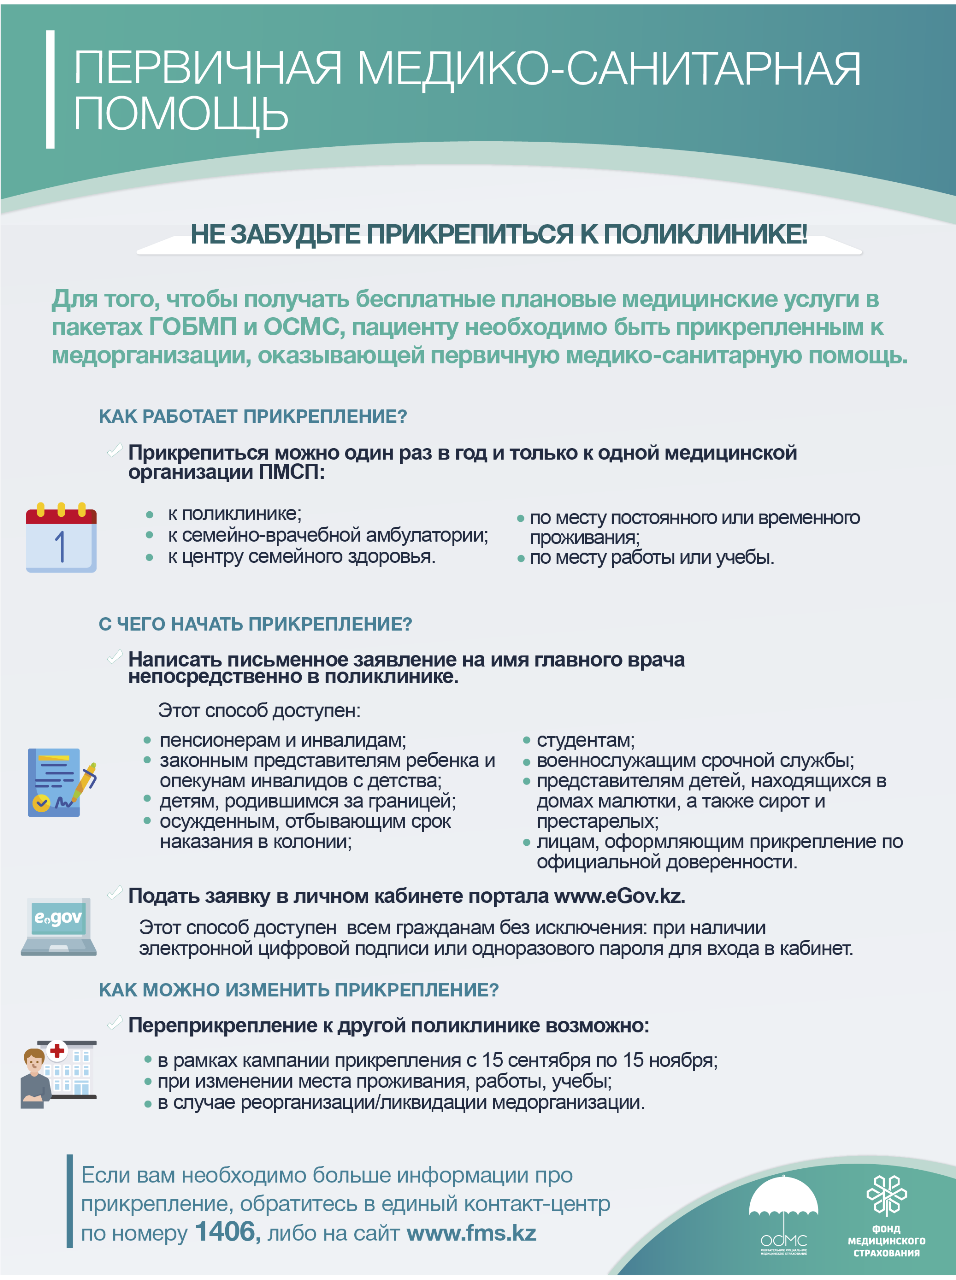 ПЕРВИЧНАЯ МЕДИКО-САНИТАРНАЯ
ПОМОЩЬ
НЕ ЗАБУДЬТЕ ПРИКРЕПИТЬСЯ К ПОЛИКЛИНИКЕ!
Для того, чтобы получать бесплатные плановые медицинские услуги в
пакетах ГОБМП и ОСМС, пациенту необходимо быть прикрепленным к
медорганизации, оказывающей первичную медико-санитарную помощь.
КАК РАБОТАЕТ ПРИКРЕПЛЕНИЕ?
Прикрепиться можно один раз в год и только к одной медицинской
организации ПМСП:
1
к поликлинике;
к семейно-врачебной амбулатории;
к центру семейного здоровья.
по месту постоянного или временного
проживания;
по месту работы или учебы.
С ЧЕГО НАЧАТЬ ПРИКРЕПЛЕНИЕ?
Написать письменное заявление на имя главного врача
непосредственно в поликлинике.
Этот способ доступен:
пенсионерам и инвалидам;
законным представителям ребенка и
опекунам инвалидов с детства;
детям, родившимся за границей;
осужденным, отбывающим срок
наказания в колонии;
студентам;
военнослужащим срочной службы;
представителям детей, находящихся в
домах малютки, а также сирот и
престарелых;
лицам, оформляющим прикрепление по
официальной доверенности.
e.gov
Подать заявку в личном кабинете портала www.eGov.kz.
Этот способ доступен всем гражданам без исключения: при наличии
электронной цифровой подписи или одноразового пароля для входа в кабинет.
КАК МОЖНО ИЗМЕНИТЬ ПРИКРЕПЛЕНИЕ?
Переприкрепление к другой поликлинике возможно:
в рамках кампании прикрепления с 15 сентября по 15 ноября;
при изменении места проживания, работы, учебы;
в случае реорганизации/ликвидации медорганизации.
Если вам необходимо больше информации про
прикрепление, обратитесь в единый контакт-центр
по номеру 1406, либо на сайт www.fms.kz
ОСМС
ФОНД
МЕДИЦИНСКОГО
СТРАХОВАНИЯ